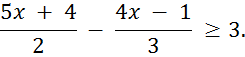 (5x + 4)/2 − (4x − 1)/3 ≥ 3.